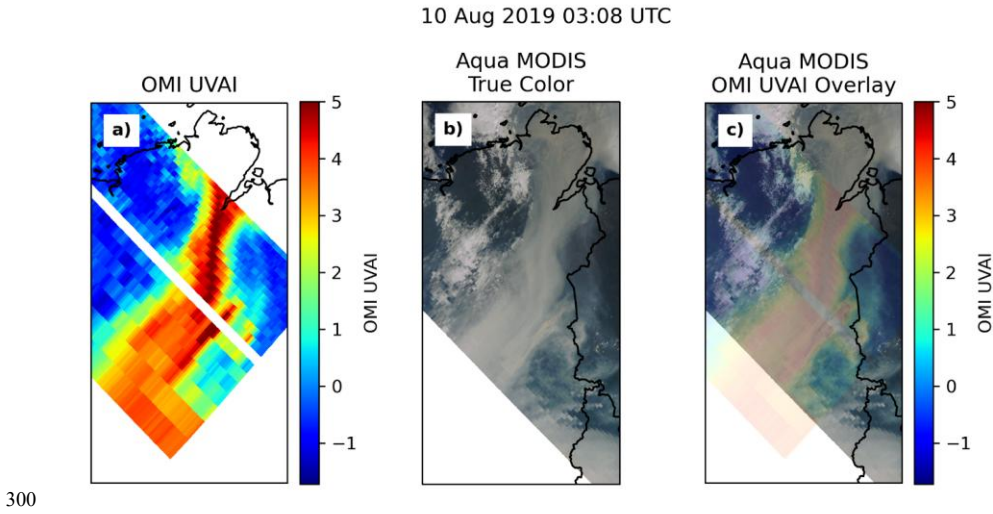 10 Aug 2019 03:08 UTC
OMI UVAI
a)
5
4
3
2
1
0
−1
OMI UVAI
Aqua MODIS
True Color
b)
Aqua MODIS
OMI UVAI Overlay
c)
5
4
3
2
1
0
−1
OMI UVAI
300